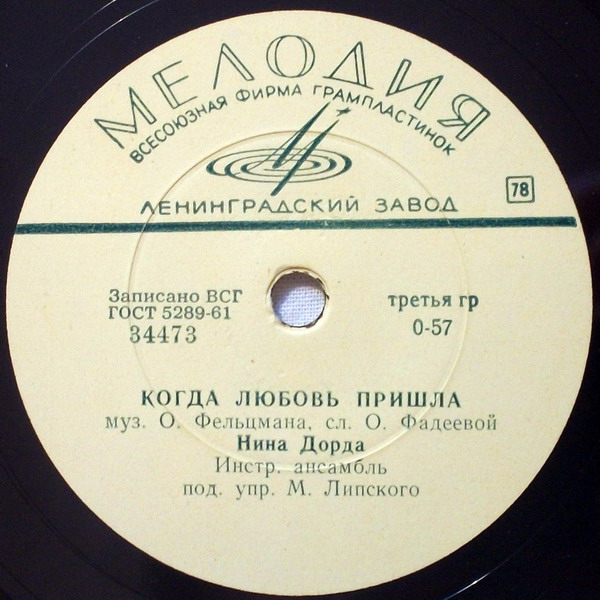 МЕЛОДИЯ
ВСЕСОЮЗНАЯ ФИРМА ГРАМПЛАСТИНОК
ЛЕНИНГРАДСКИЙ ЗАВОД
78
Записано ВСГ
ГОСТ 5289-61
34473
третья гр
0-57
КОГДА ЛЮБОВЬ ПРИШЛА
муз. О. Фельцмана, сл. О. Фадеевой
Нина Дорда
Инстр. ансамбль
под. упр. М. Липского